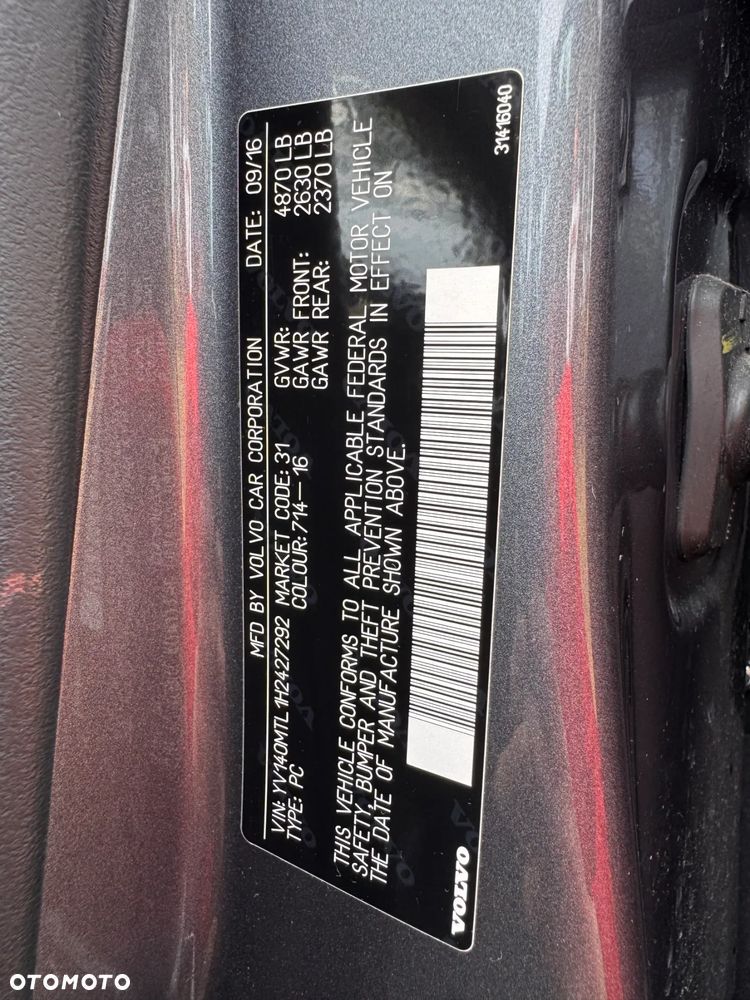 MFD BY VOLVO CAR CORPORATION DATE: 09/16
VIN: YV140MTL1H2427292 MARKET CODE: 31 GVWR: 4870 LB
TYPE: PC COLOUR: 714—16 GAWR FRONT: 2630 LB
GAWR REAR: 2370 LB
THIS VEHICLE CONFORMS TO ALL APPLICABLE FEDERAL MOTOR VEHICLE
SAFETY, BUMPER AND THEFT PREVENTION STANDARDS IN EFFECT ON
THE DATE OF MANUFACTURE SHOWN ABOVE.
VOLVO
31416040
OTOMOTO